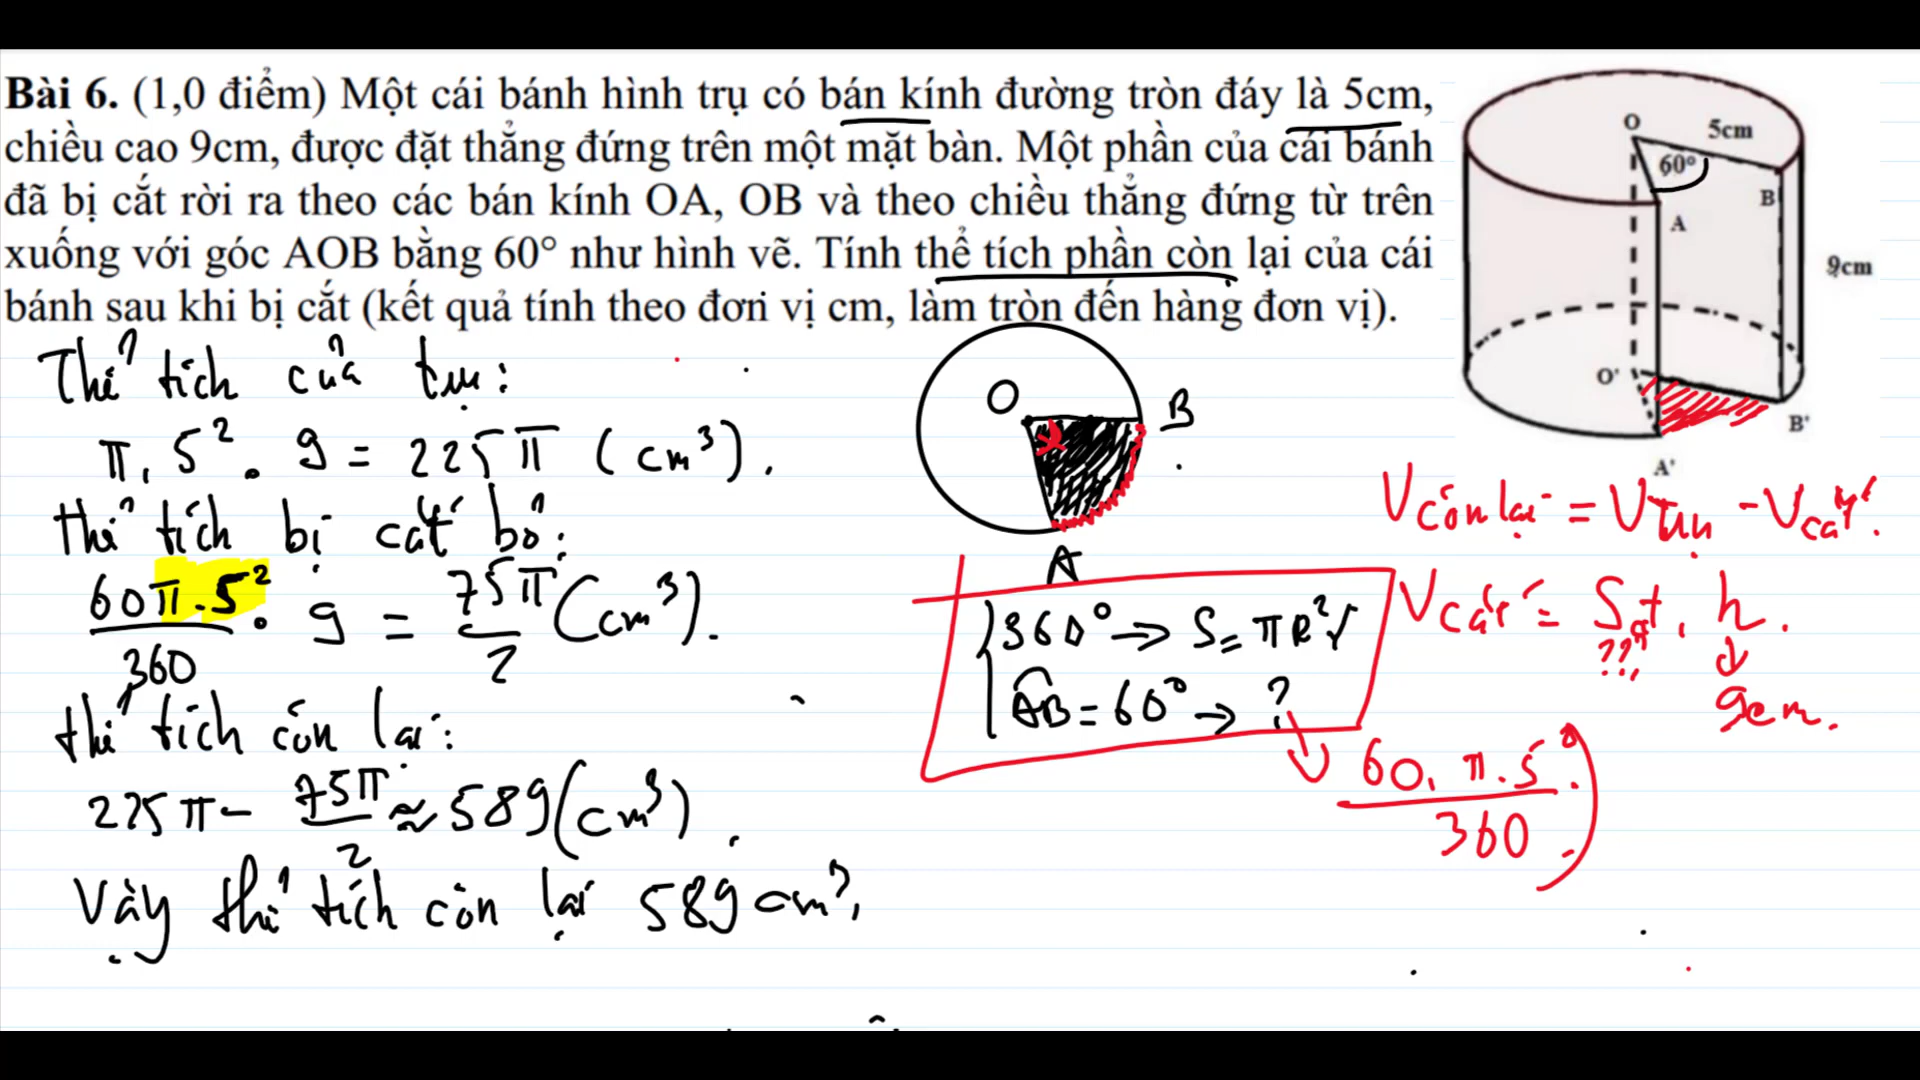 Bài 6. (1,0 điểm) Một cái bánh hình trụ có bán kính đường tròn đáy là 5cm,
chiều cao 9cm, được đặt thẳng đứng trên một mặt bàn. Một phần của cái bánh
đã bị cắt rời ra theo các bán kính OA, OB và theo chiều thẳng đứng từ trên
xuống với góc AOB bằng 60° như hình vẽ. Tính thể tích phần còn lại của cái
bánh sau khi bị cắt (kết quả tính theo đơn vị cm, làm tròn đến hàng đơn vị).
O
5cm
60°
B
A
9cm
O'
B'
A'
Thể tích của trụ:
π. 5². 9 = 225π (cm³).
thể tích bị cắt bỏ:
60π.5²/360 . 9 = 75π/2 (cm³).
thể tích còn lại:
225π - 75π/2 ≈ 589 (cm³).
Vậy thể tích còn lại 589 cm³.
O
B
A
360° → S = πR²
AB = 60° → ?
60. π. 5²/360
V còn lại = V Trụ - V cắt.
V cắt = Sqt . h.
???
9cm.